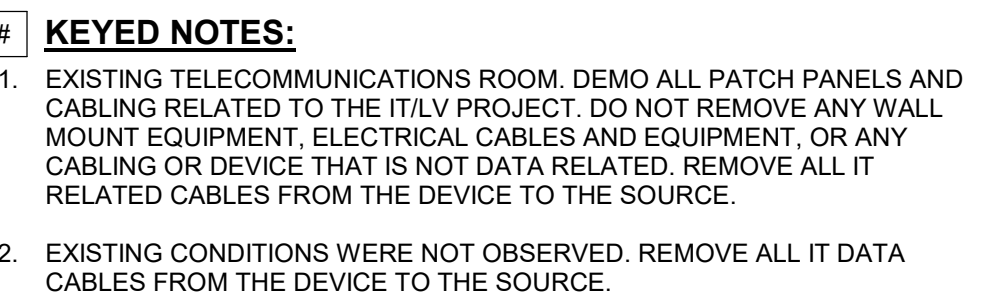 # KEYED NOTES:
1. EXISTING TELECOMMUNICATIONS ROOM. DEMO ALL PATCH PANELS AND
CABLING RELATED TO THE IT/LV PROJECT. DO NOT REMOVE ANY WALL
MOUNT EQUIPMENT, ELECTRICAL CABLES AND EQUIPMENT, OR ANY
CABLING OR DEVICE THAT IS NOT DATA RELATED. REMOVE ALL IT
RELATED CABLES FROM THE DEVICE TO THE SOURCE.
2. EXISTING CONDITIONS WERE NOT OBSERVED. REMOVE ALL IT DATA
CABLES FROM THE DEVICE TO THE SOURCE.